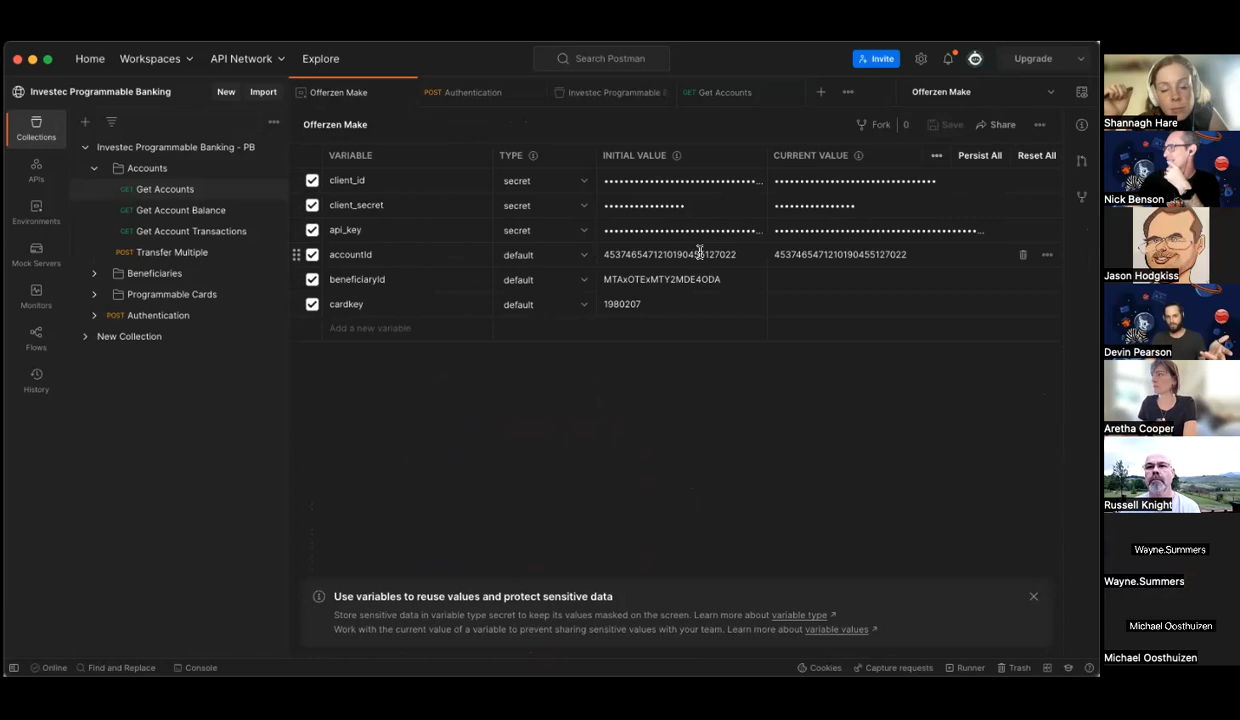 Home Workspaces API Network Explore Search Postman Invite Upgrade
Investec Programmable Banking New Import Offerzen Make POST Authentication Investec Programmable GET Get Accounts Offerzen Make
Collections
APIs
Environments
Mock Servers
Monitors
Flows
History
Investec Programmable Banking - PB
Accounts
GET Get Accounts
GET Get Account Balance
GET Get Account Transactions
POST Transfer Multiple
Beneficiaries
Programmable Cards
POST Authentication
New Collection
Offerzen Make Fork 0 Save Share
VARIABLE TYPE INITIAL VALUE CURRENT VALUE Persist All Reset All
client_id secret ••••••••••••••••••••••••••••••... ••••••••••••••••••••••••••••••••
client_secret secret •••••••••••••••• ••••••••••••••••
api_key secret ••••••••••••••••••••••••••••••... ••••••••••••••••••••••••••••••••••••••••...
accountId default 4537465471210190455127022 4537465471210190455127022
beneficiaryId default MTAxOTExMTY2MDE4ODA
cardkey default 1980207
Add a new variable
Use variables to reuse values and protect sensitive data
Store sensitive data in variable type secret to keep its values masked on the screen. Learn more about variable type ↗
Work with the current value of a variable to prevent sharing sensitive values with your team. Learn more about variable values ↗
Online Find and Replace Console Cookies Capture requests Runner Trash
Shannagh Hare
Nick Benson
Jason Hodgkiss
Devin Pearson
Aretha Cooper
Russell Knight
Wayne.Summers
Wayne.Summers
Michael Oosthuizen
Michael Oosthuizen